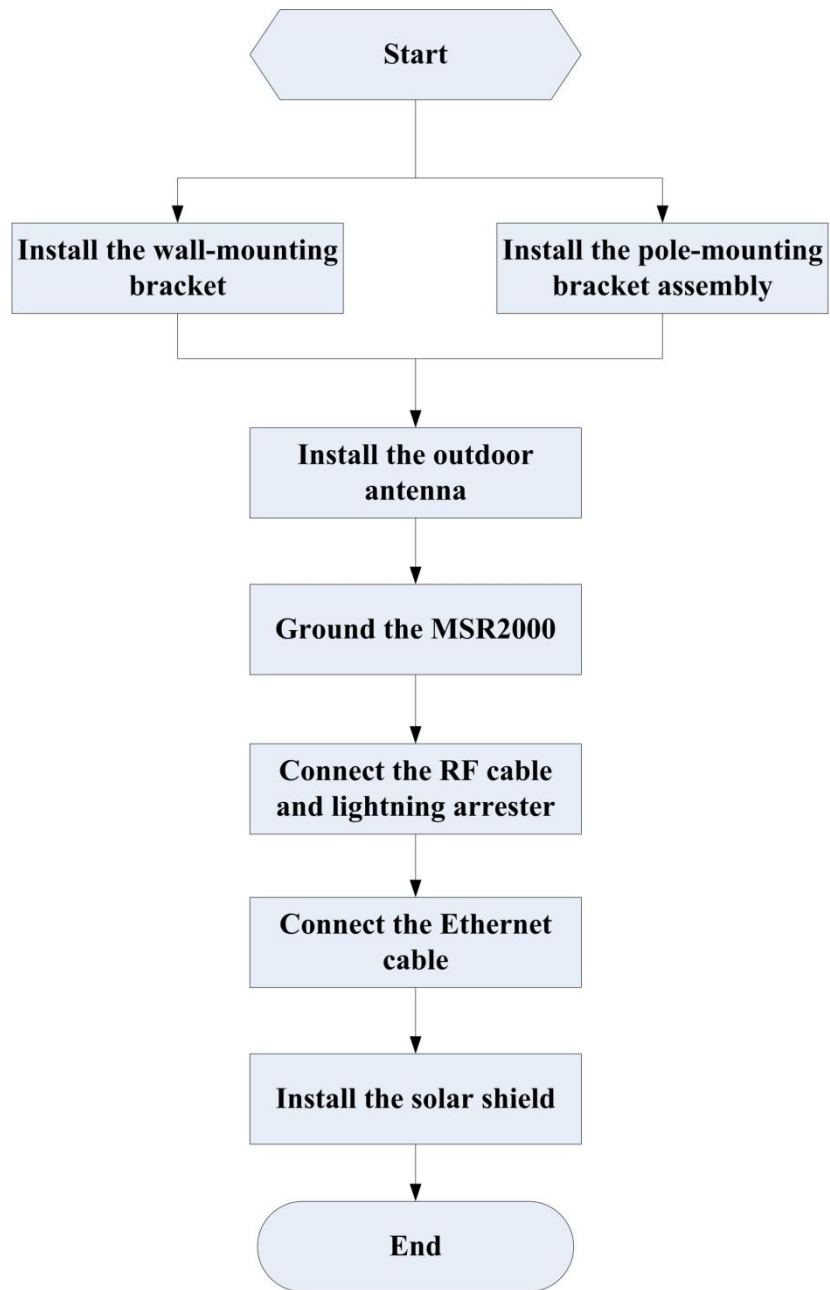 Start
Install the wall-mounting
bracket
Install the pole-mounting
bracket assembly
Install the outdoor
antenna
Ground the MSR2000
Connect the RF cable
and lightning arrester
Connect the Ethernet
cable
Install the solar shield
End